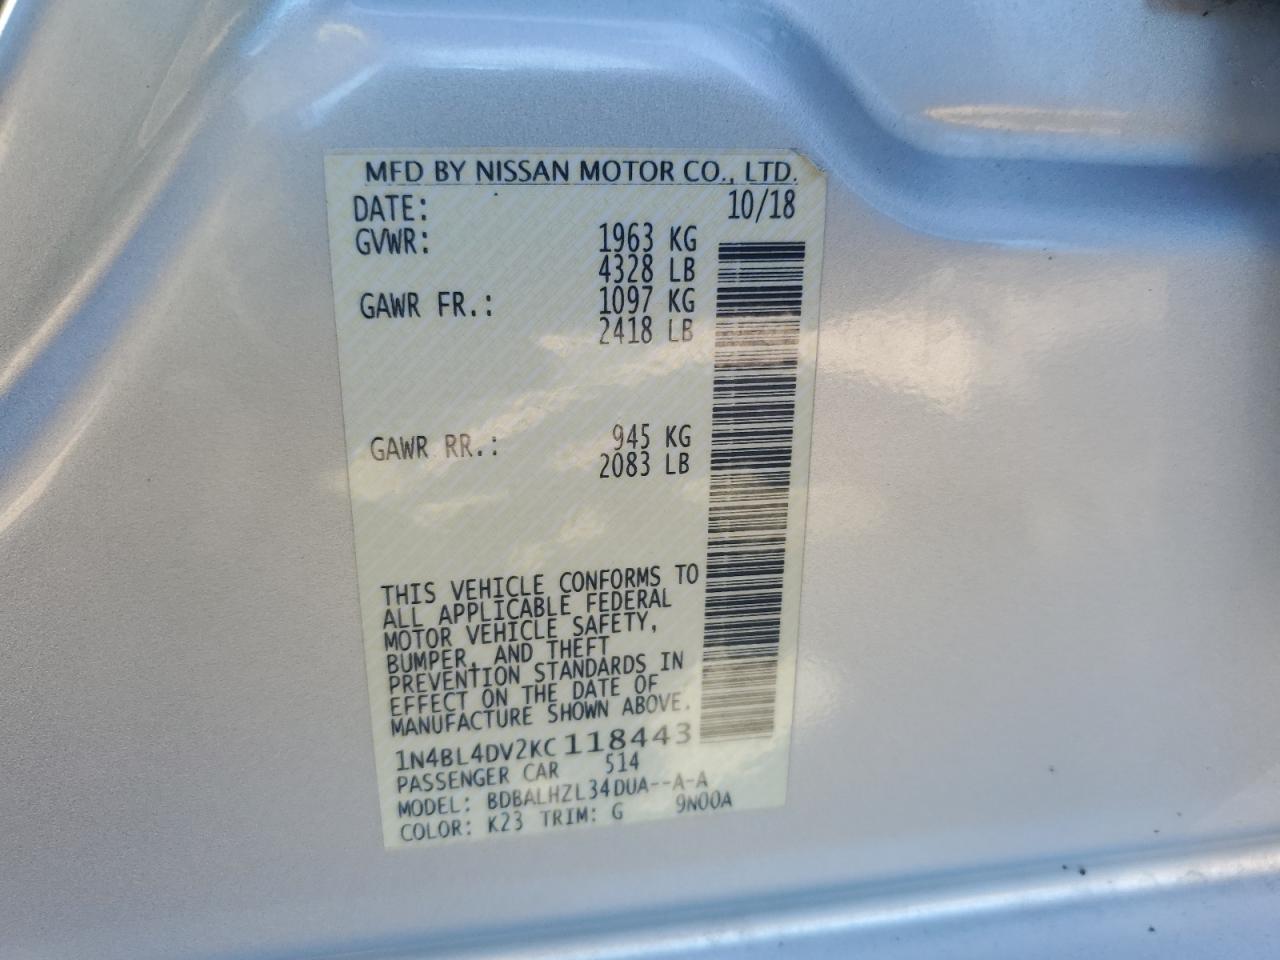 MFD BY NISSAN MOTOR CO., LTD.
DATE: 10/18
GVWR: 1963 KG
4328 LB
GAWR FR.: 1097 KG
2418 LB
GAWR RR.: 945 KG
2083 LB
THIS VEHICLE CONFORMS TO
ALL APPLICABLE FEDERAL
MOTOR VEHICLE SAFETY,
BUMPER, AND THEFT
PREVENTION STANDARDS IN
EFFECT ON THE DATE OF
MANUFACTURE SHOWN ABOVE.
1N4BL4DV2KC118443
PASSENGER CAR 514
MODEL: BDBALHZL34DUA--A-A
COLOR: K23 TRIM: G 9N00A